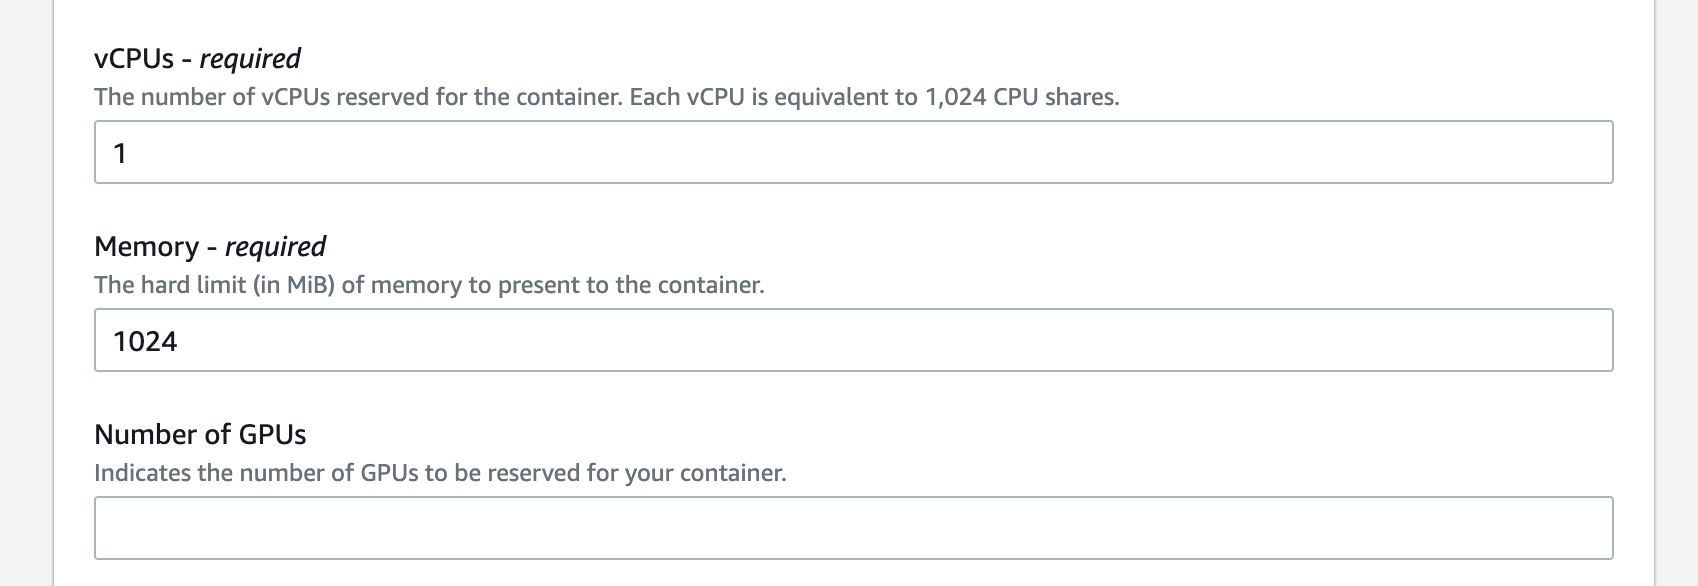 vCPUs - required
The number of vCPUs reserved for the container. Each vCPU is equivalent to 1,024 CPU shares.
1
Memory - required
The hard limit (in MiB) of memory to present to the container.
1024
Number of GPUs
Indicates the number of GPUs to be reserved for your container.